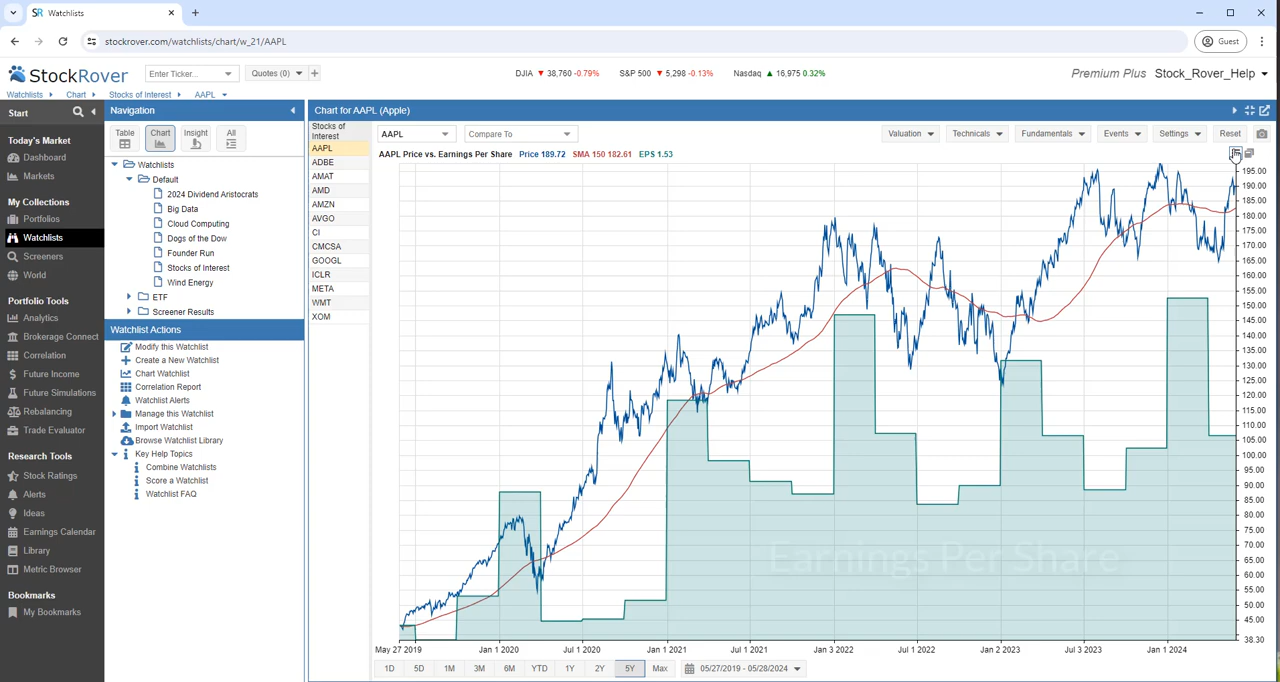 Watchlists
stockrover.com/watchlists/chart/w_21/AAPL
Guest
StockRover
Enter Ticker...
Quotes (0)
DJIA ▼ 38,760 -0.79%
S&P 500 ▼ 5,298 -0.13%
Nasdaq ▲ 16,975 0.32%
Premium Plus Stock_Rover_Help
Watchlists
Chart
Stocks of Interest
AAPL
Start
Today's Market
Dashboard
Markets
My Collections
Portfolios
Watchlists
Screeners
World
Portfolio Tools
Analytics
Brokerage Connect
Correlation
Future Income
Future Simulations
Rebalancing
Trade Evaluator
Research Tools
Stock Ratings
Alerts
Ideas
Earnings Calendar
Library
Metric Browser
Bookmarks
My Bookmarks
Navigation
Table
Chart
Insight
All
Watchlists
Default
2024 Dividend Aristocrats
Big Data
Cloud Computing
Dogs of the Dow
Founder Run
Stocks of Interest
Wind Energy
ETF
Screener Results
Watchlist Actions
Modify this Watchlist
Create a New Watchlist
Chart Watchlist
Correlation Report
Watchlist Alerts
Manage this Watchlist
Import Watchlist
Browse Watchlist Library
Key Help Topics
Combine Watchlists
Score a Watchlist
Watchlist FAQ
Chart for AAPL (Apple)
Stocks of
Interest
AAPL
ADBE
AMAT
AMD
AMZN
AVGO
CI
CMCSA
GOOGL
ICLR
META
WMT
XOM
AAPL
Compare To
Valuation
Technicals
Fundamentals
Events
Settings
Reset
AAPL Price vs. Earnings Per Share Price 189.72 SMA 150 182.61 EPS 1.53
195.00
190.00
185.00
180.00
175.00
170.00
165.00
160.00
155.00
150.00
145.00
140.00
135.00
130.00
125.00
120.00
115.00
110.00
105.00
100.00
95.00
90.00
85.00
80.00
75.00
70.00
65.00
60.00
55.00
50.00
45.00
38.30
Earnings Per Share
May 27 2019
Jan 1 2020
Jul 1 2020
Jan 1 2021
Jul 1 2021
Jan 3 2022
Jul 1 2022
Jan 2 2023
Jul 3 2023
Jan 1 2024
1D
5D
1M
3M
6M
YTD
1Y
2Y
5Y
Max
05/27/2019 - 05/28/2024